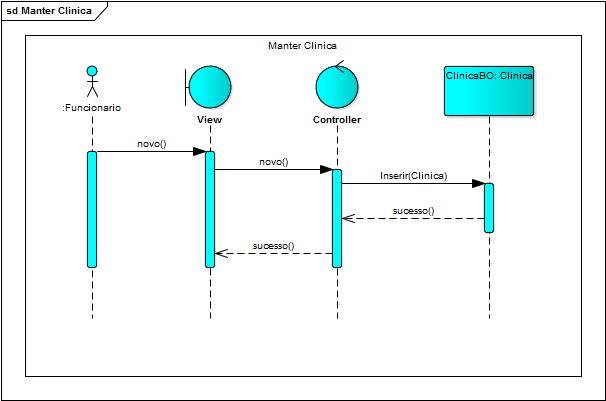 sd Manter Clinica
Manter Clinica
ClinicaBO: Clinica
:Funcionario
View
Controller
novo()
novo()
Inserir(Clinica)
sucesso()
sucesso()